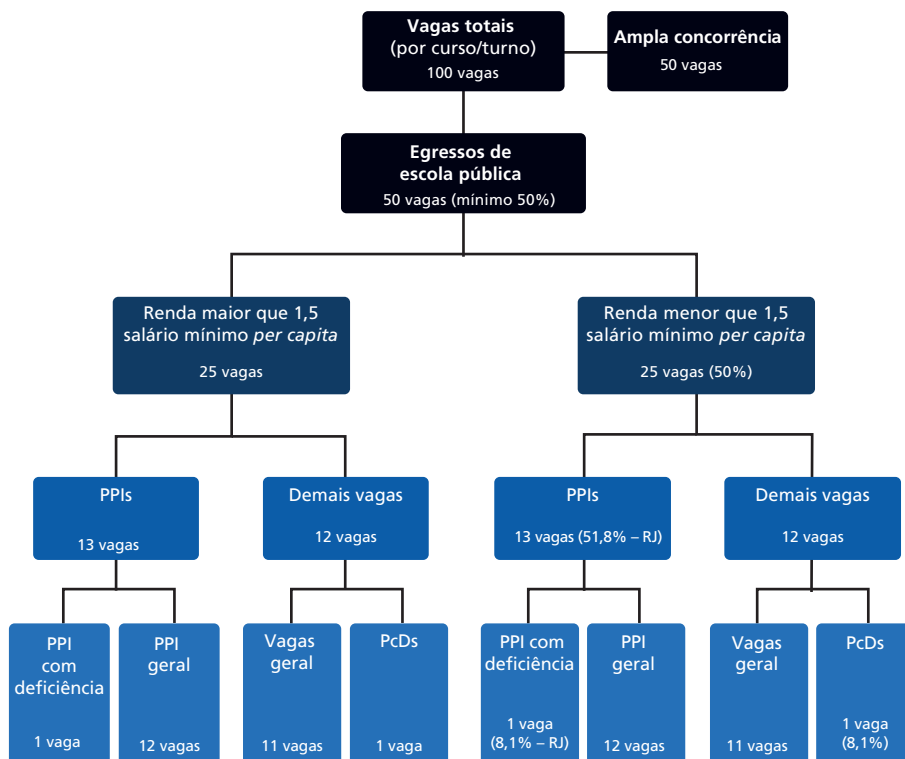 Vagas totais
(por curso/turno)
100 vagas
Ampla concorrência
50 vagas
Egressos de
escola pública
50 vagas (mínimo 50%)
Renda maior que 1,5
salário mínimo per capita
25 vagas
Renda menor que 1,5
salário mínimo per capita
25 vagas (50%)
PPIs
13 vagas
Demais vagas
12 vagas
PPIs
13 vagas (51,8% – RJ)
Demais vagas
12 vagas
PPI
com
deficiência
1 vaga
PPI
geral
12 vagas
Vagas
geral
11 vagas
PcDs
1 vaga
PPI com
deficiência
1 vaga
(8,1% – RJ)
PPI
geral
12 vagas
Vagas
geral
11 vagas
PcDs
1 vaga
(8,1%)